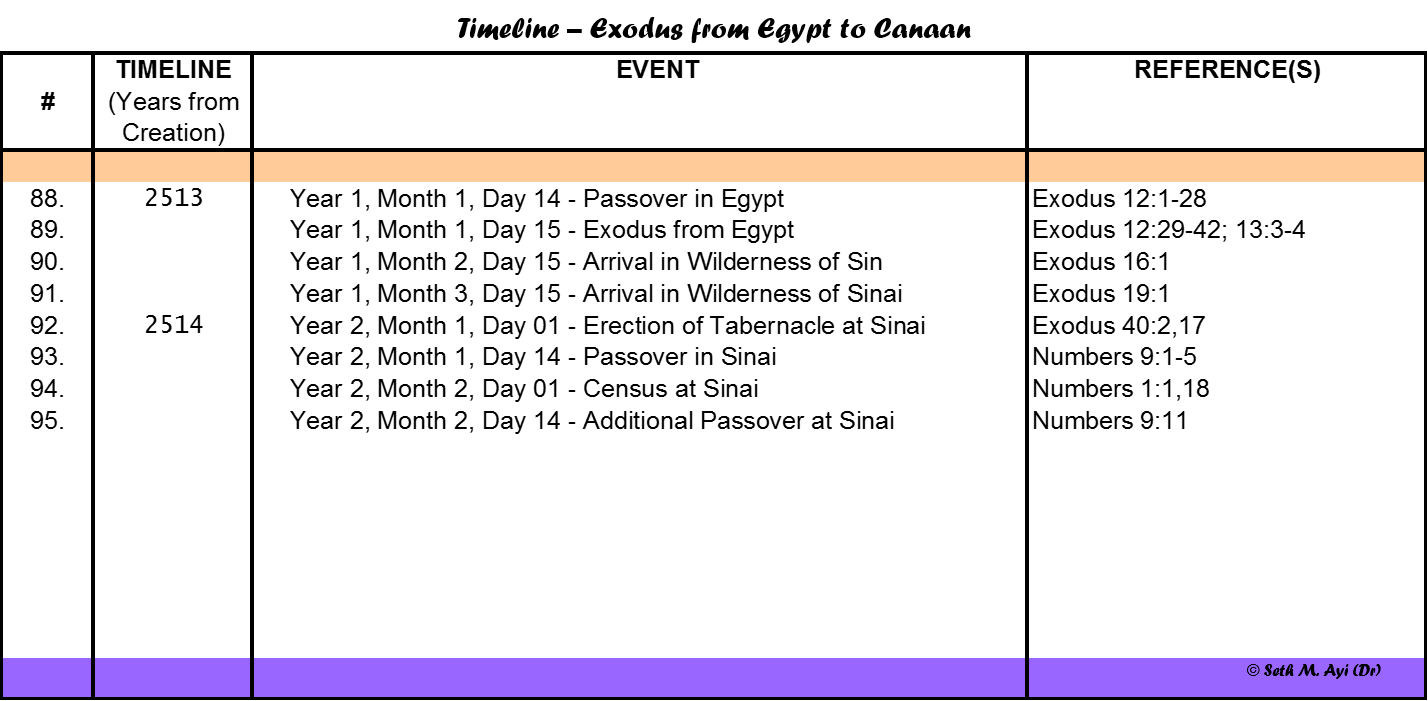 Timeline – Exodus from Egypt to Canaan
# TIMELINE (Years from Creation) EVENT REFERENCE(S)
88. 2513 Year 1, Month 1, Day 14 - Passover in Egypt Exodus 12:1-28
89. Year 1, Month 1, Day 15 - Exodus from Egypt Exodus 12:29-42; 13:3-4
90. Year 1, Month 2, Day 15 - Arrival in Wilderness of Sin Exodus 16:1
91. Year 1, Month 3, Day 15 - Arrival in Wilderness of Sinai Exodus 19:1
92. 2514 Year 2, Month 1, Day 01 - Erection of Tabernacle at Sinai Exodus 40:2,17
93. Year 2, Month 1, Day 14 - Passover in Sinai Numbers 9:1-5
94. Year 2, Month 2, Day 01 - Census at Sinai Numbers 1:1,18
95. Year 2, Month 2, Day 14 - Additional Passover at Sinai Numbers 9:11
© Seth M. Ayi (Dr)